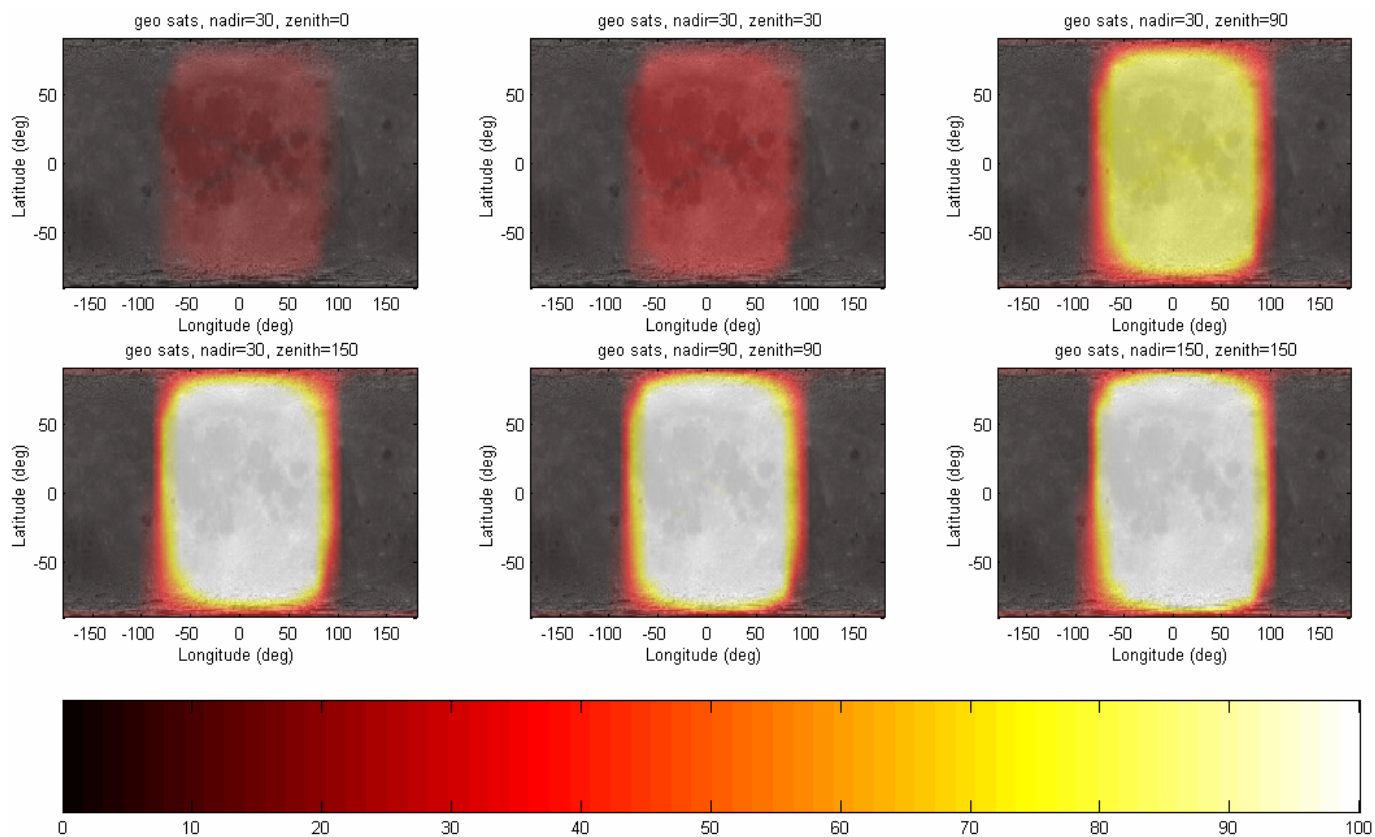 geo sats, nadir=30, zenith=0
geo sats, nadir=30, zenith=30
geo sats, nadir=30, zenith=90
Latitude (deg)
50
0
-50
-150 -100 -50 0 50 100 150
Longitude (deg)
Latitude (deg)
50
0
-50
-150 -100 -50 0 50 100 150
Longitude (deg)
Latitude (deg)
50
0
-50
-150 -100 -50 0 50 100 150
Longitude (deg)
geo sats, nadir=30, zenith=150
geo sats, nadir=90, zenith=90
geo sats, nadir=150, zenith=150
Latitude (deg)
50
0
-50
-150 -100 -50 0 50 100 150
Longitude (deg)
Latitude (deg)
50
0
-50
-150 -100 -50 0 50 100 150
Longitude (deg)
Latitude (deg)
50
0
-50
-150 -100 -50 0 50 100 150
Longitude (deg)
0 10 20 30 40 50 60 70 80 90 100